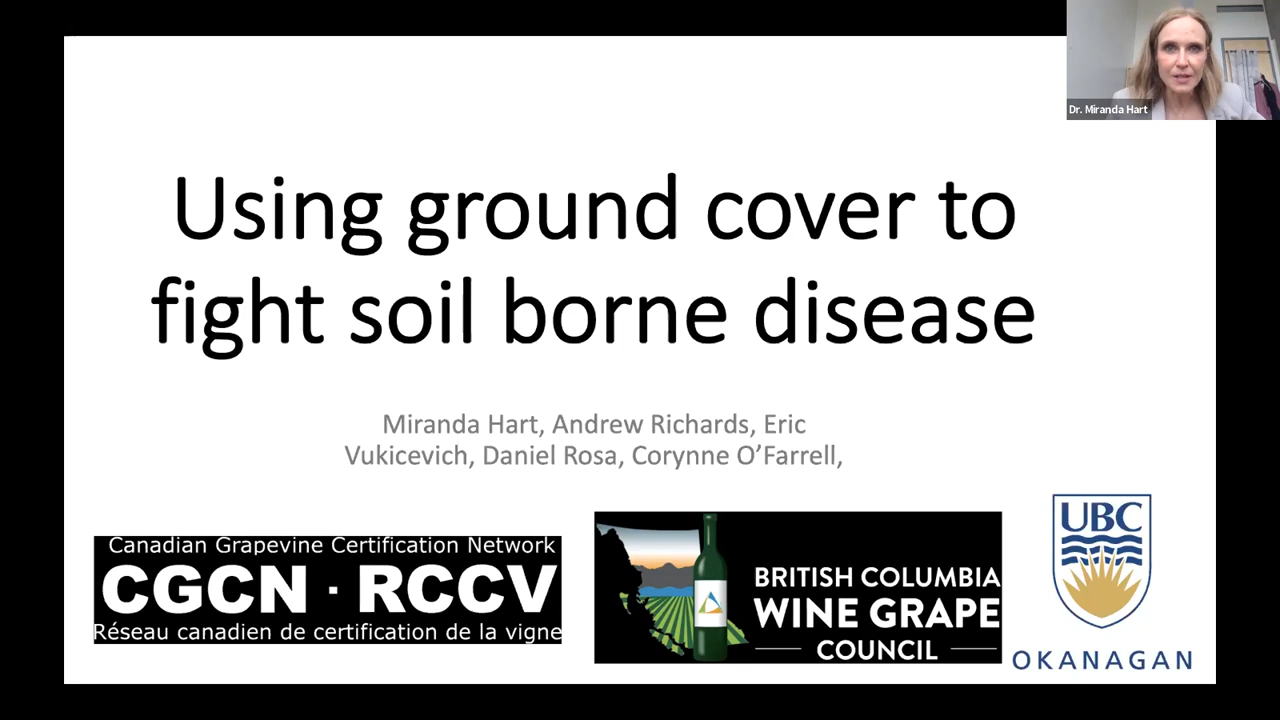 Dr. Miranda Hart
Using ground cover to
fight soil borne disease
Miranda Hart, Andrew Richards, Eric
Vukicevich, Daniel Rosa, Corynne O’Farrell,
Canadian Grapevine Certification Network
CGCN · RCCV
Réseau canadien de certification de la vigne
BRITISH COLUMBIA
WINE GRAPE
COUNCIL
UBC
OKANAGAN